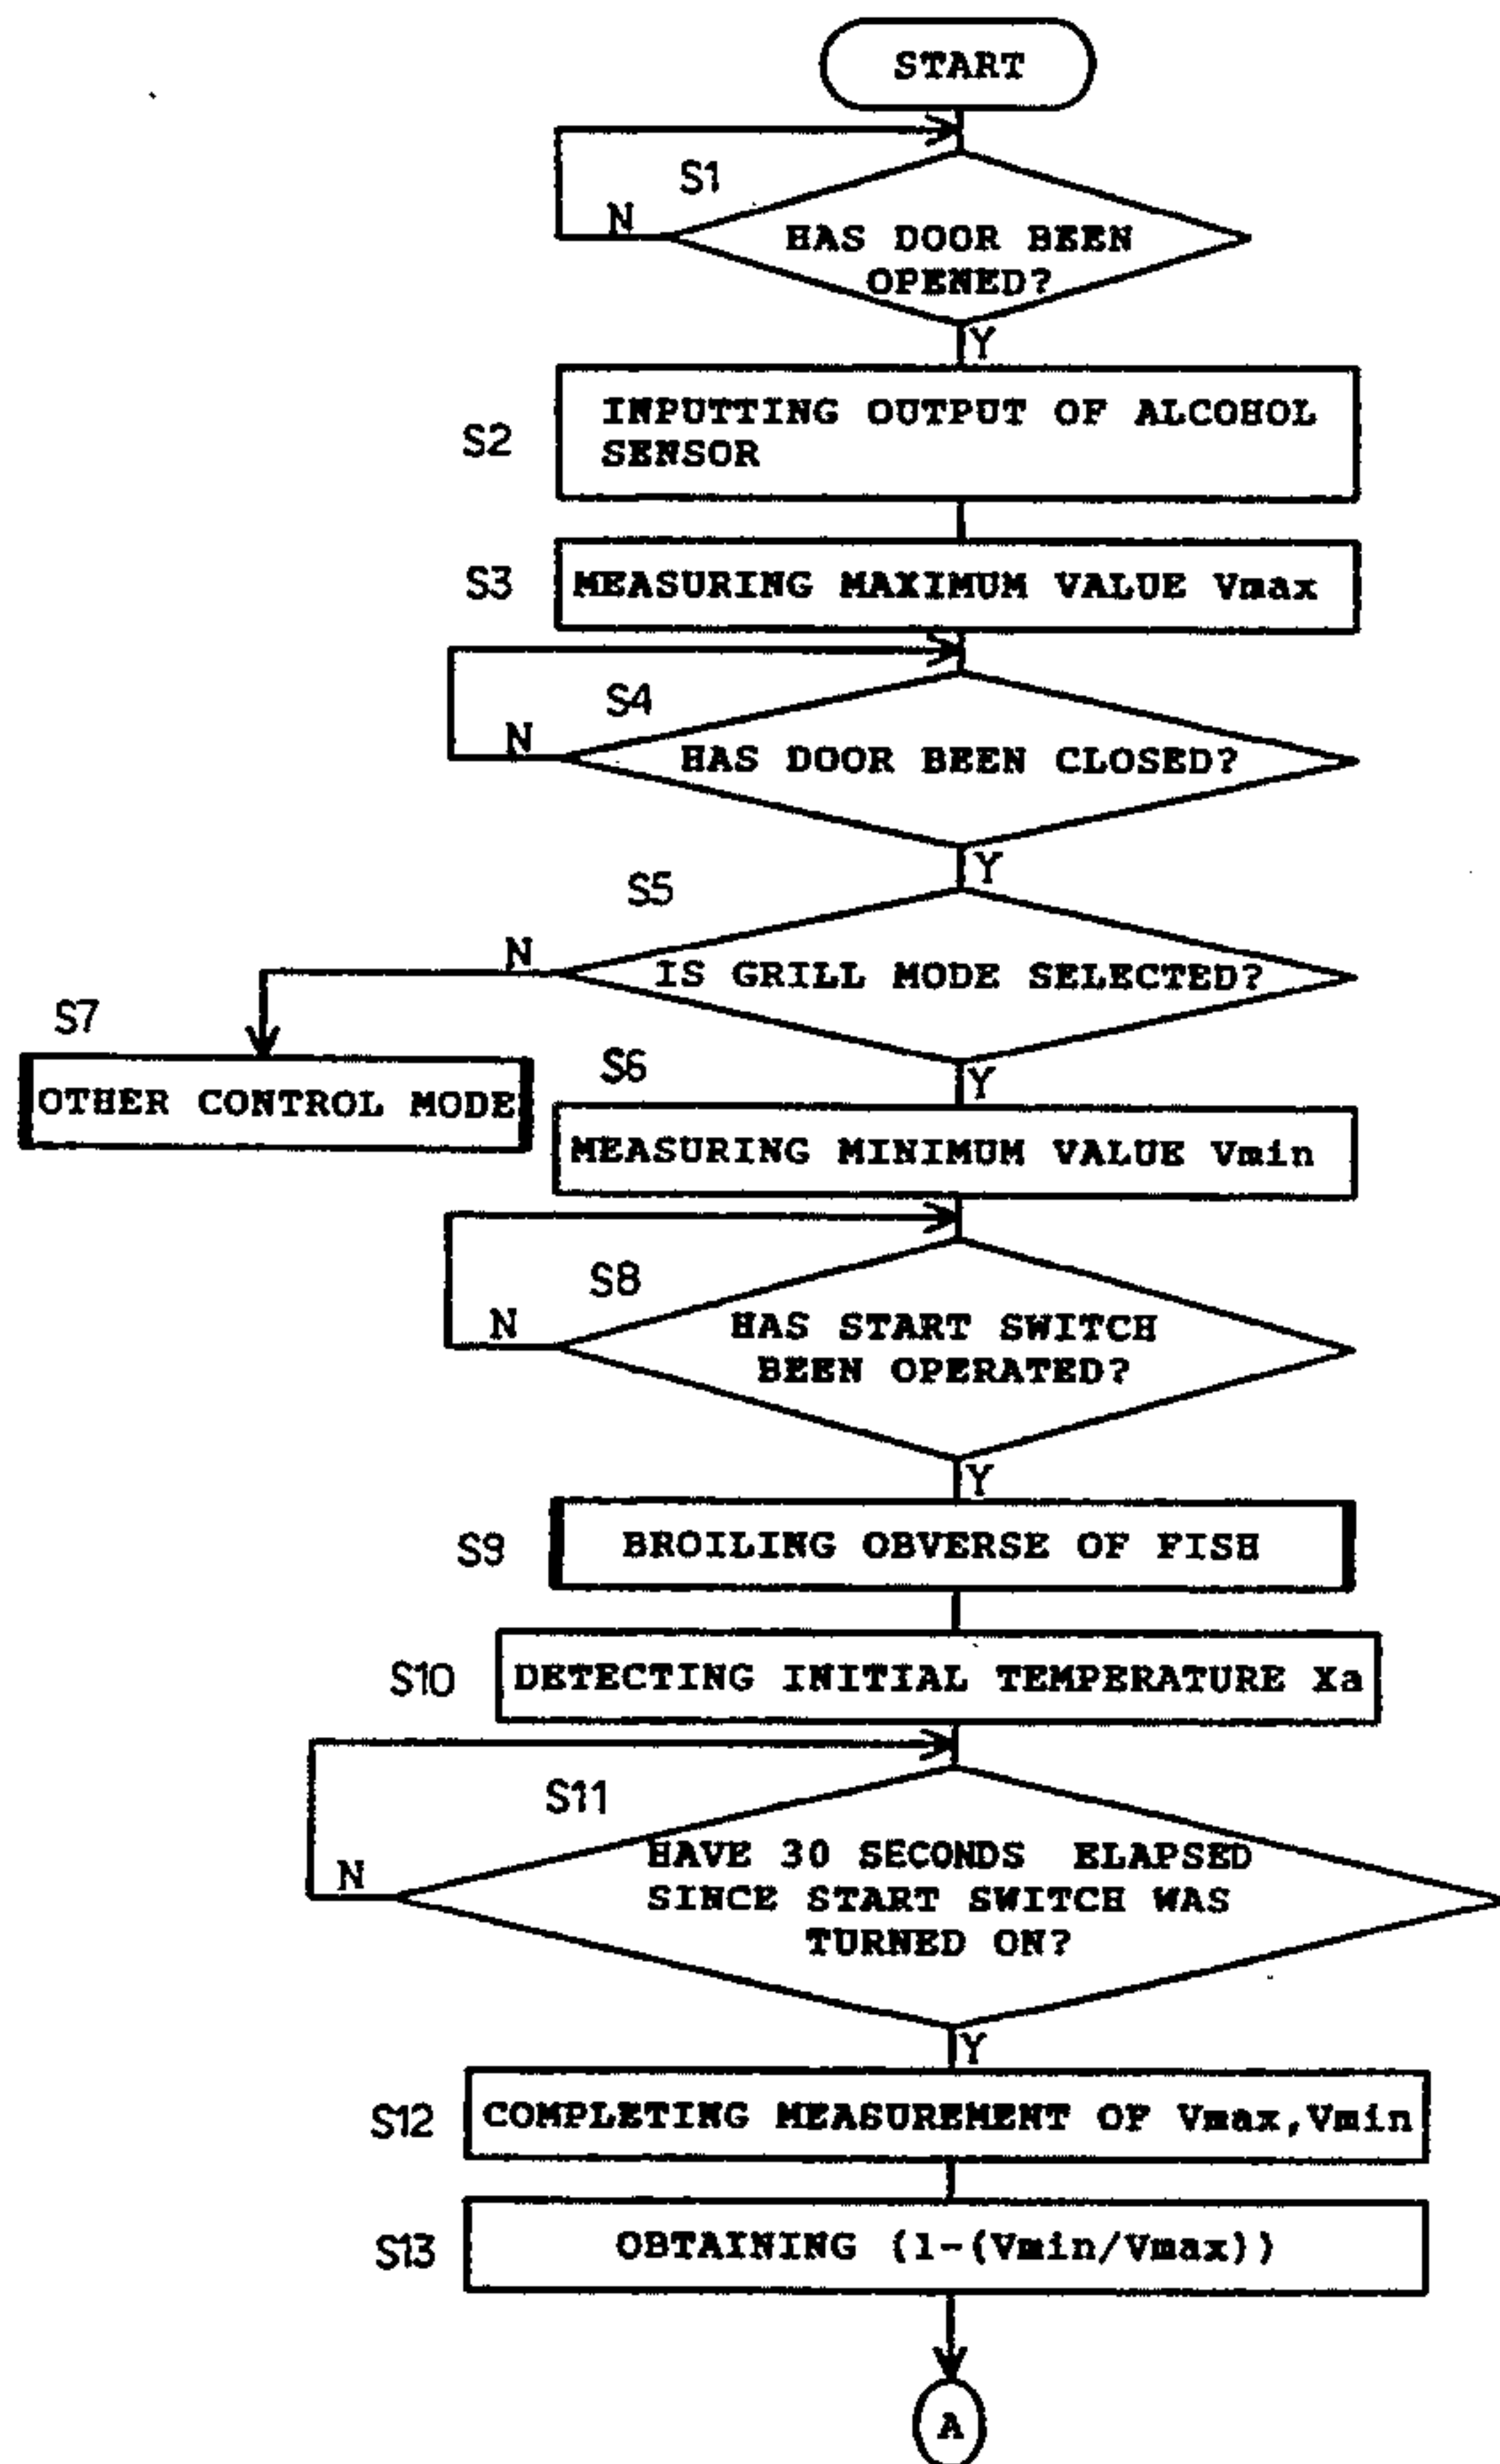 START
S1
N
HAS DOOR BEEN
OPENED?
Y
S2
INPUTTING OUTPUT OF ALCOHOL
SENSOR
S3
MEASURING MAXIMUM VALUE Vmax
S4
N
HAS DOOR BEEN CLOSED?
Y
S5
N
IS GRILL MODE SELECTED?
S7
OTHER CONTROL MODE
S6
Y
MEASURING MINIMUM VALUE Vmin
S8
N
HAS START SWITCH
BEEN OPERATED?
Y
S9
BROILING OBVERSE OF FISH
S10
DETECTING INITIAL TEMPERATURE Xa
S11
N
HAVE 30 SECONDS ELAPSED
SINCE START SWITCH WAS
TURNED ON?
Y
S12
COMPLETING MEASUREMENT OF Vmax,Vmin
S13
OBTAINING (1-(Vmin/Vmax))
A